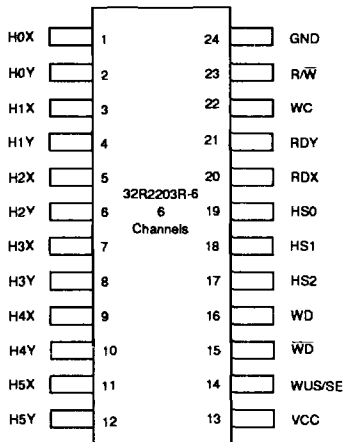 H0X 1 24 GND
H0Y 2 23 R/W̅
H1X 3 22 WC
H1Y 4 21 RDY
H2X 5 20 RDX
32R2203R-6
H2Y 6 6 19 HS0
Channels
H3X 7 18 HS1
H3Y 8 17 HS2
H4X 9 16 WD
H4Y 10 15 W̅D̅
H5X 11 14 WUS/SE
H5Y 12 13 VCC